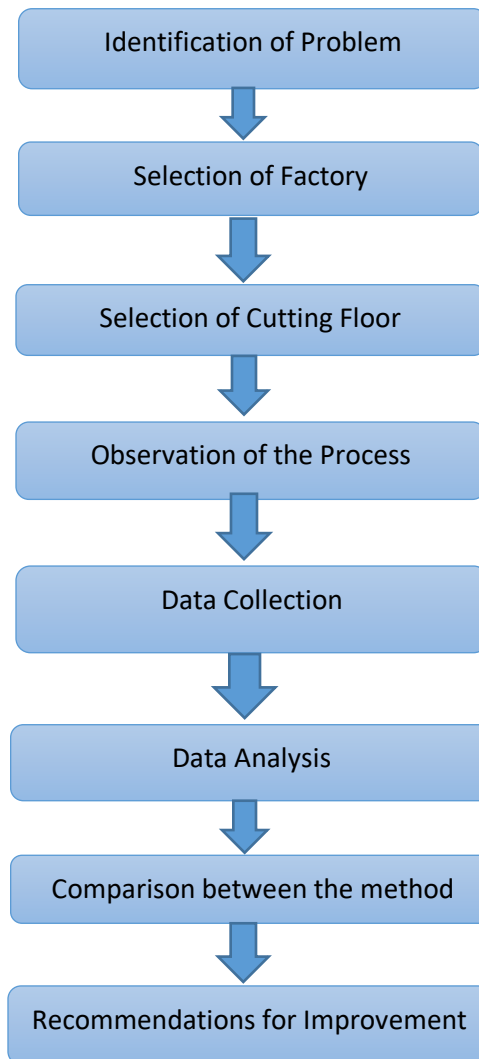 Identification of Problem
Selection of Factory
Selection of Cutting Floor
Observation of the Process
Data Collection
Data Analysis
Comparison between the method
Recommendations for Improvement